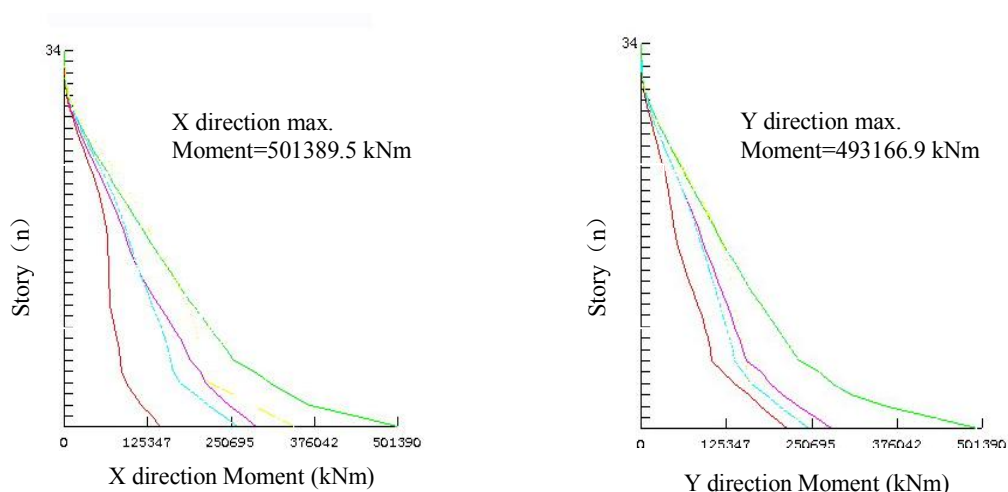 34
X direction max.
Moment=501389.5 kNm
Story（n）
0 125347 250695 376042 501390
X direction Moment (kNm)
34
Y direction max.
Moment=493166.9 kNm
Story（n）
0 125347 250695 376042 501390
Y direction Moment (kNm)